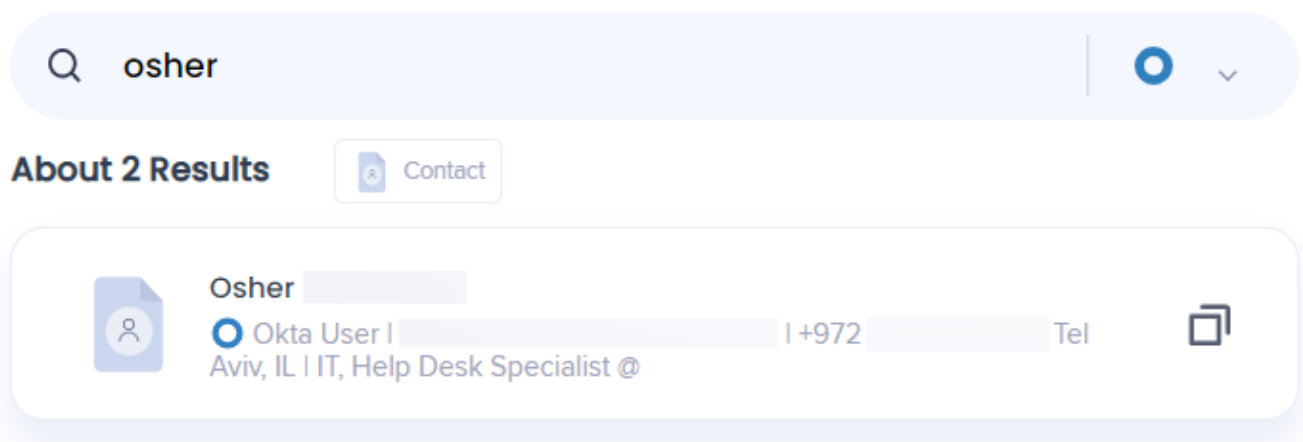 osher
About 2 Results
Contact
Osher
Okta User | | +972 Tel
Aviv, IL | IT, Help Desk Specialist @